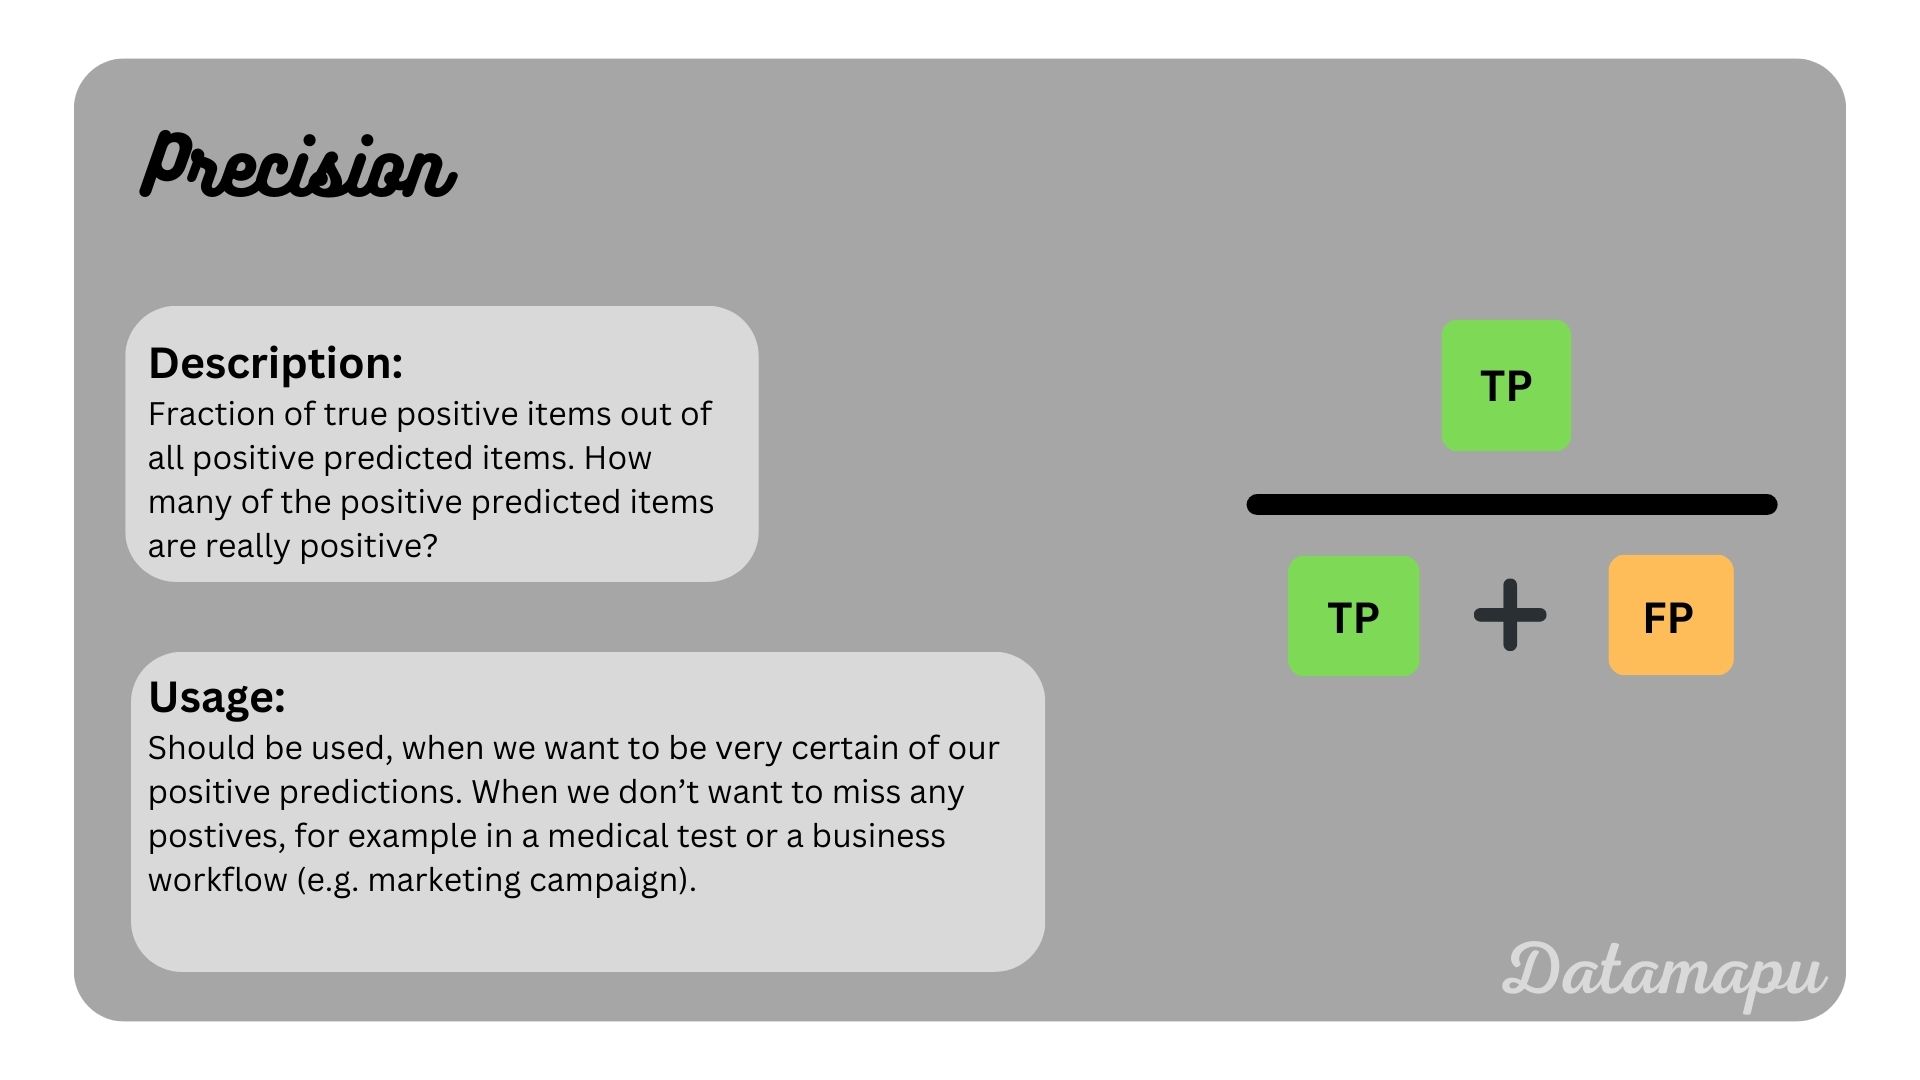 Precision
Description:
Fraction of true positive items out of
all positive predicted items. How
many of the positive predicted items
are really positive?
Usage:
Should be used, when we want to be very certain of our
positive predictions. When we don’t want to miss any
postives, for example in a medical test or a business
workflow (e.g. marketing campaign).
TP
TP + FP
Datamapu